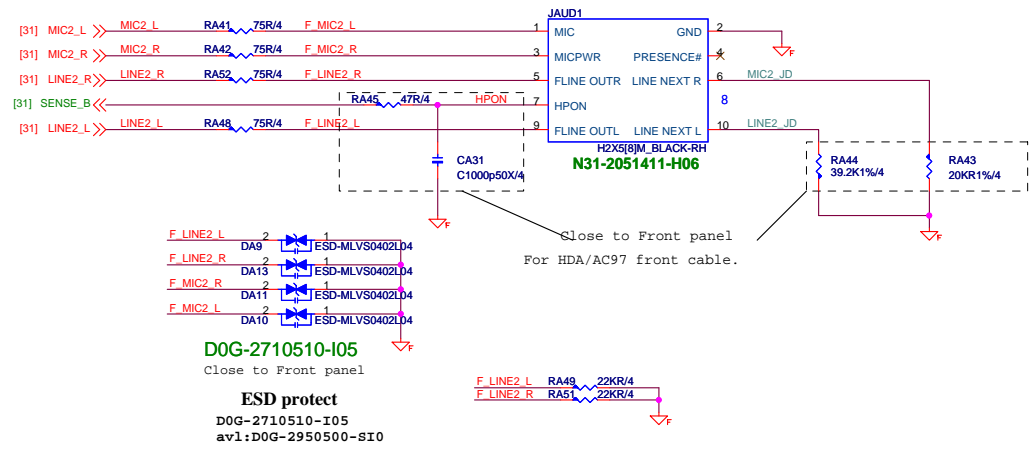 JAUD1
[31] MIC2_L MIC2_L RA41 75R/4 F_MIC2_L 1 MIC GND 2
F
[31] MIC2_R MIC2_R RA42 75R/4 F_MIC2_R 3 MICPWR PRESENCE# 4
[31] LINE2_R LINE2_R RA52 75R/4 F_LINE2_R 5 FLINE OUTR LINE NEXT R 6 MIC2_JD
[31] SENSE_B RA45 47R/4 HPON 7 HPON 8
[31] LINE2_L LINE2_L RA48 75R/4 F_LINE2_L 9 FLINE OUTL LINE NEXT L 10 LINE2_JD
H2X5[8]M_BLACK-RH
N31-2051411-H06
CA31
C1000p50X/4
F
RA44
39.2K1%/4
RA43
20KR1%/4
F
Close to Front panel
For HDA/AC97 front cable.
F_LINE2_L 2 1
DA9 ESD-MLVS0402L04
F_LINE2_R 2 1
DA13 ESD-MLVS0402L04
F_MIC2_R 2 1
DA11 ESD-MLVS0402L04
F_MIC2_L 2 1
DA10 ESD-MLVS0402L04
F
D0G-2710510-I05
Close to Front panel
ESD protect
D0G-2710510-I05
avl:D0G-2950500-SI0
F_LINE2_L RA49 22KR/4
F_LINE2_R RA51 22KR/4
F